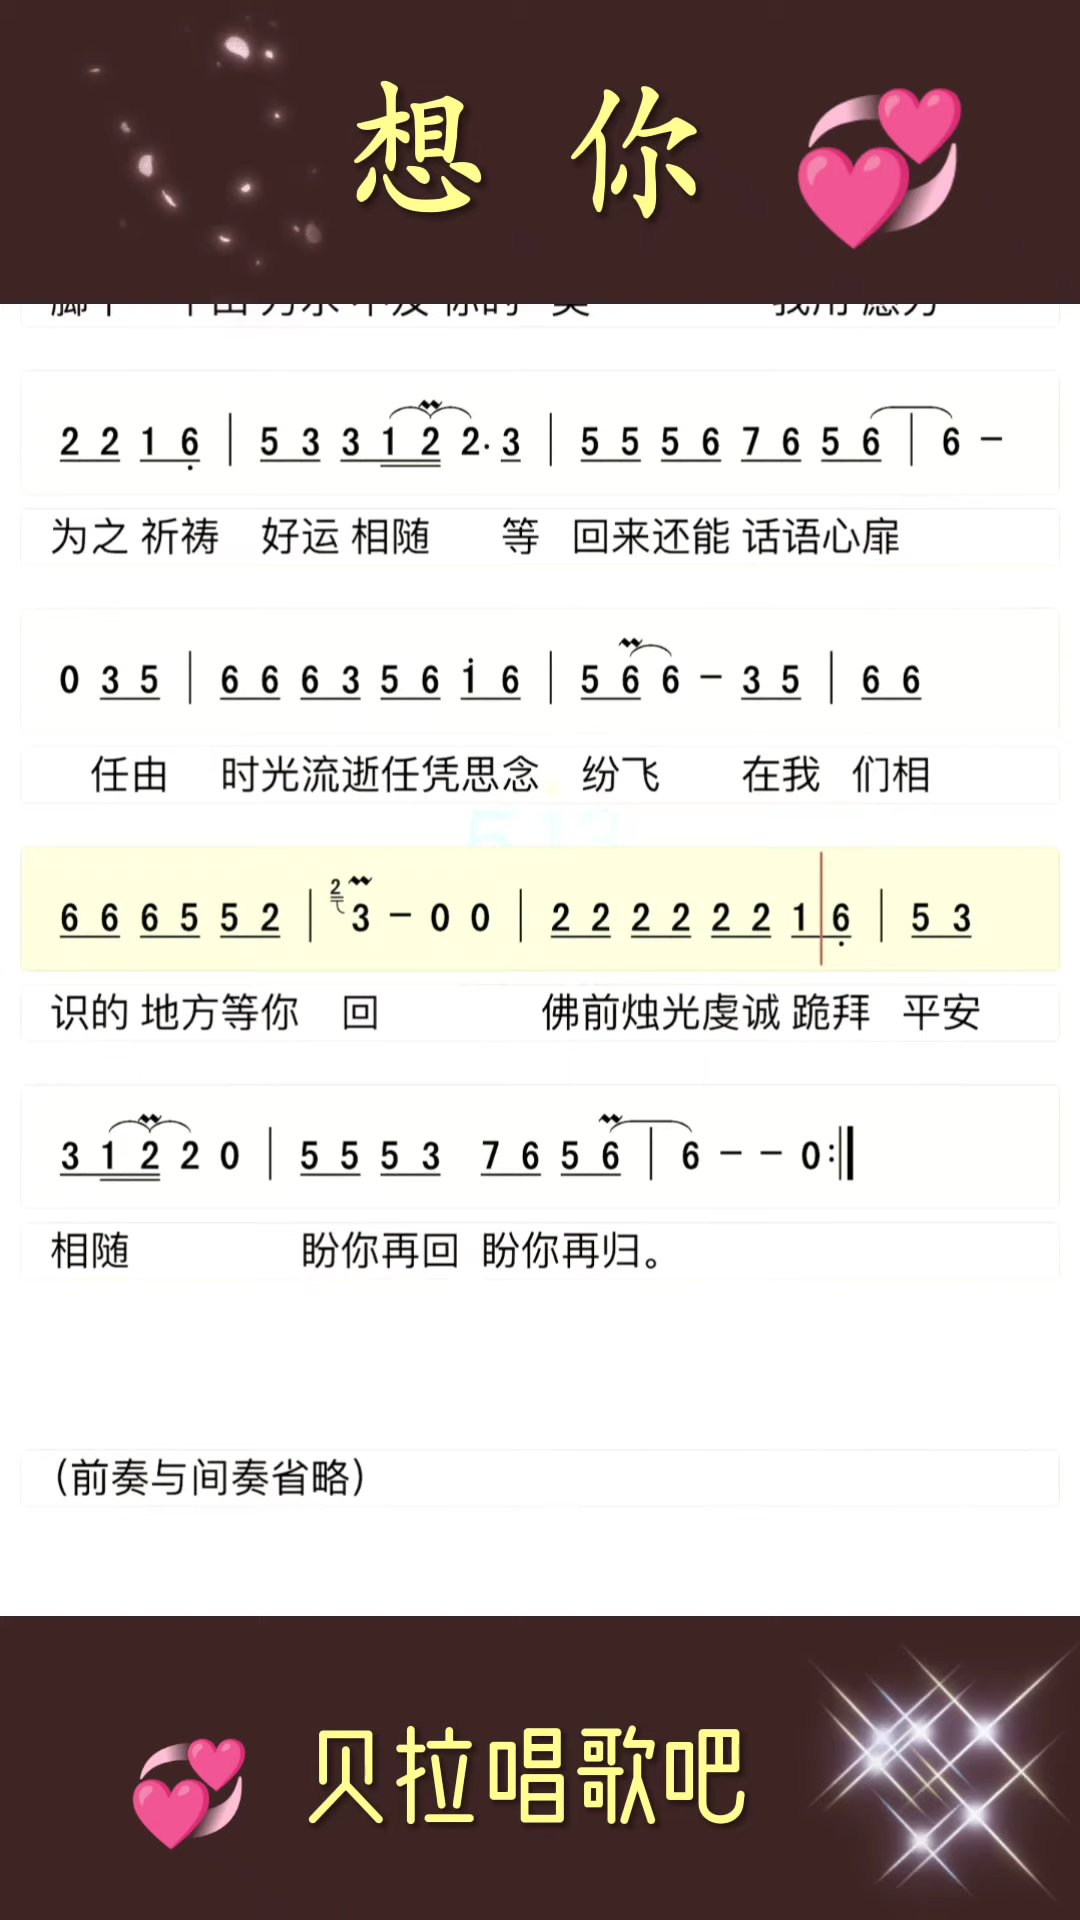 想 你
2 2 1 6 | 5 3 3 1 2 2· 3 | 5 5 5 6 7 6 5 6 | 6 –
为之 祈祷 好运 相随 等 回来还能 话语心扉
0 3 5 | 6 6 6 3 5 6 1 6 | 5 6 6 – 3 5 | 6 6
任由 时光流逝任凭思念 纷飞 在我 们相
6 6 6 5 5 2 | 2 3 – 0 0 | 2 2 2 2 2 2 1 6 | 5 3
识的 地方等你 回 佛前烛光虔诚 跪拜 平安
3 1 2 2 0 | 5 5 5 3 7 6 5 6 | 6 – – 0 :‖
相随 盼你再回 盼你再归。
（前奏与间奏省略）
贝拉唱歌吧